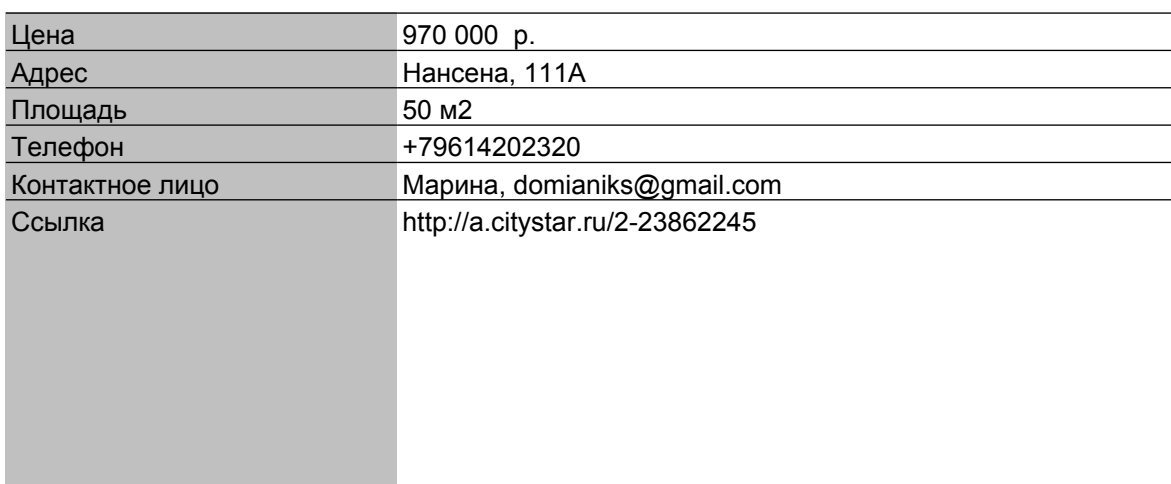 Цена 970 000 р.
Адрес Нансена, 111А
Площадь 50 м2
Телефон +79614202320
Контактное лицо Марина, domianiks@gmail.com
Ссылка http://a.citystar.ru/2-23862245